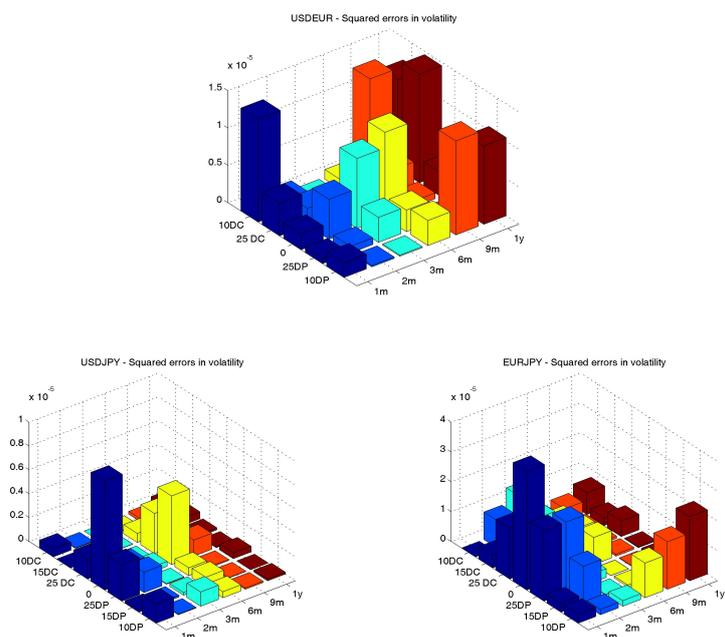 USDEUR - Squared errors in volatility
x 10^-5
1.5
1
0.5
0
10DC
25 DC
0
25DP
10DP
1m
2m
3m
6m
9m
1y
USDJPY - Squared errors in volatility
x 10^-5
1
0.8
0.6
0.4
0.2
0
10DC
15DC
25 DC
0
25DP
15DP
10DP
1m
2m
3m
6m
9m
1y
EURJPY - Squared errors in volatility
x 10^-5
4
3
2
1
0
10DC
15DC
25 DC
0
25DP
15DP
10DP
1m
2m
3m
6m
9m
1y